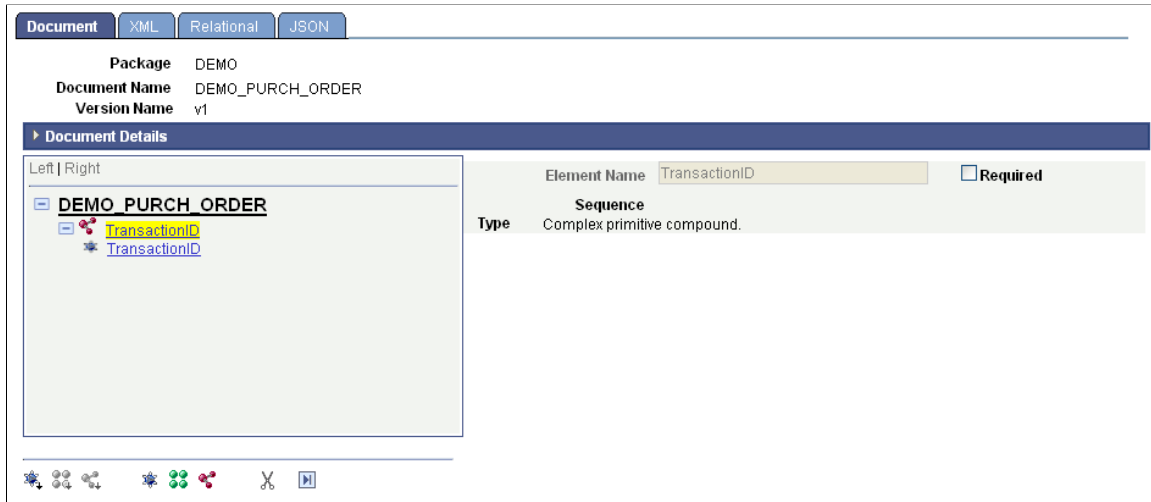 Document XML Relational JSON
Package DEMO
Document Name DEMO_PURCH_ORDER
Version Name v1
Document Details
Left | Right
DEMO_PURCH_ORDER
TransactionID
TransactionID
Element Name TransactionID Required
Sequence
Type Complex primitive compound.